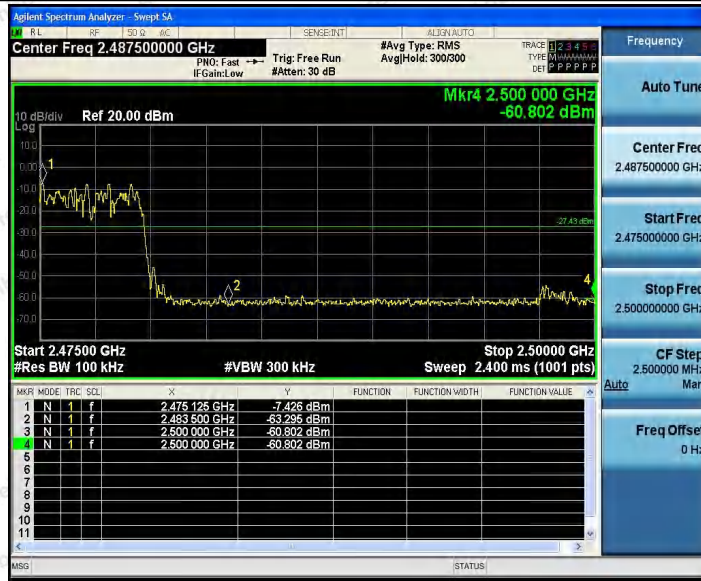 Agilent Spectrum Analyzer - Swept SA
RL RF 50 Ω AC SENSE:INT ALIGN AUTO
Center Freq 2.487500000 GHz
PNO: Fast
IFGain:Low
Trig: Free Run
#Atten: 30 dB
#Avg Type: RMS
Avg|Hold: 300/300
TRACE 1 2 3 4 5 6
TYPE M
DET P P P P P P
Mkr4 2.500 000 GHz
-60.802 dBm
10 dB/div Ref 20.00 dBm
Log
10.0
0.00
-10.0
-20.0
-30.0
-40.0
-50.0
-60.0
-70.0
1
2
4
-27.43 dBm
Start 2.47500 GHz Stop 2.50000 GHz
#Res BW 100 kHz #VBW 300 kHz Sweep 2.400 ms (1001 pts)
MKR MODE TRC SCL X Y FUNCTION FUNCTION WIDTH FUNCTION VALUE
1 N 1 f 2.475 125 GHz -7.426 dBm
2 N 1 f 2.483 500 GHz -63.295 dBm
3 N 1 f 2.500 000 GHz -60.802 dBm
4 N 1 f 2.500 000 GHz -60.802 dBm
5
6
7
8
9
10
11
MSG STATUS
Frequency
Auto Tune
Center Freq
2.487500000 GHz
Start Freq
2.475000000 GHz
Stop Freq
2.500000000 GHz
CF Step
2.500000 MHz
Auto Man
Freq Offset
0 Hz